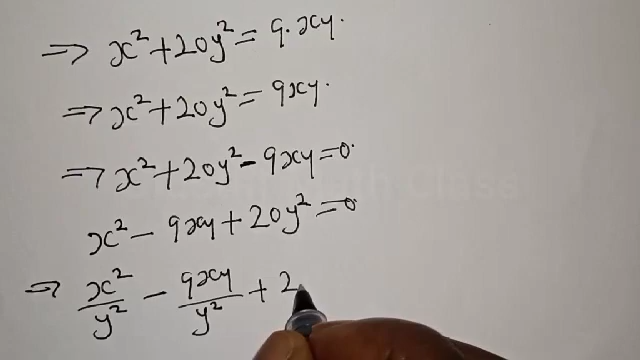 ⇒ x² + 20y² = 9.xy.
⇒ x² + 20y² = 9xy.
⇒ x² + 20y² - 9xy = 0.
x² - 9xy + 20y² = 0
⇒ x²/y² - 9xy/y² + 2